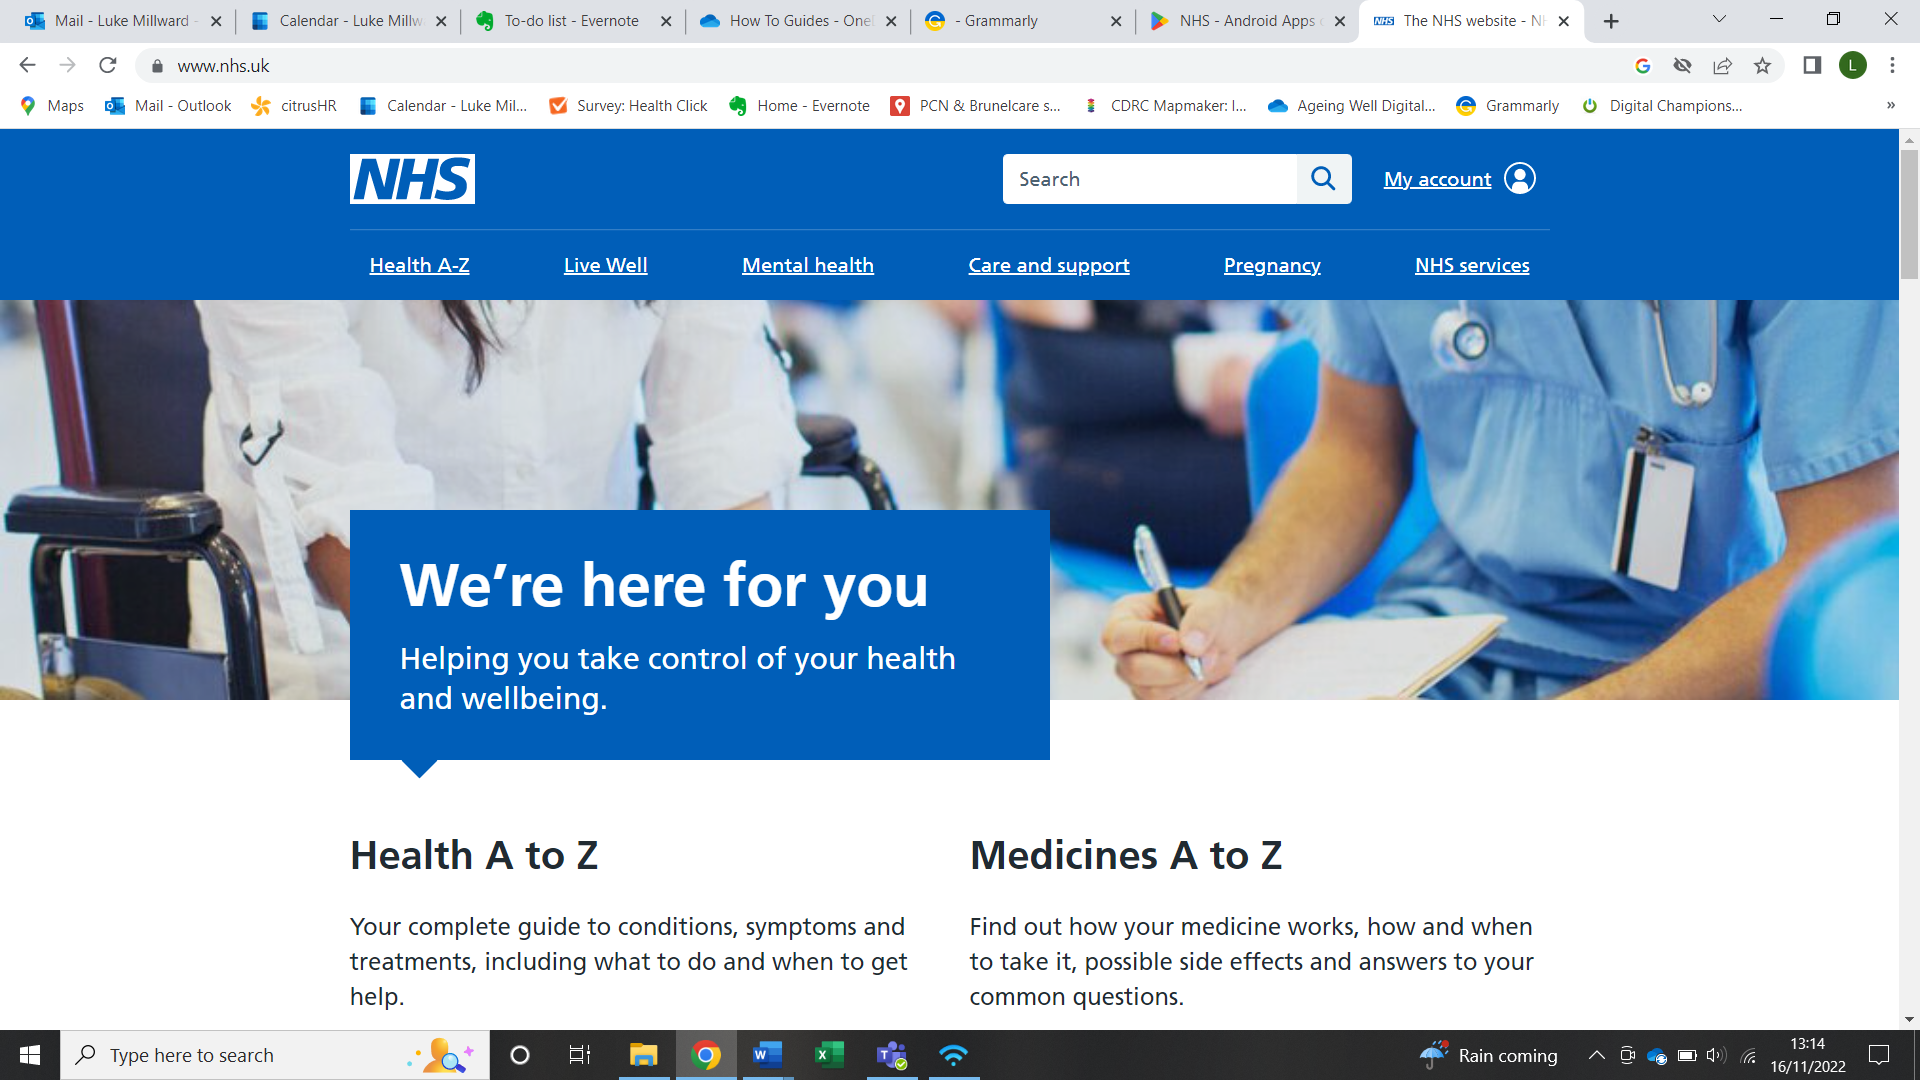 Mail - Luke Millward -
Calendar - Luke Millw
To-do list - Evernote
How To Guides - One
- Grammarly
NHS - Android Apps
The NHS website - N
www.nhs.uk
L
Maps
Mail - Outlook
citrusHR
Calendar - Luke Mil...
Survey: Health Click
Home - Evernote
PCN & Brunelcare s...
CDRC Mapmaker: I...
Ageing Well Digital...
Grammarly
Digital Champions...
»
NHS
Search
My account
Health A-Z
Live Well
Mental health
Care and support
Pregnancy
NHS services
We’re here for you
Helping you take control of your health
and wellbeing.
Health A to Z
Medicines A to Z
Your complete guide to conditions, symptoms and
treatments, including what to do and when to get
help.
Find out how your medicine works, how and when
to take it, possible side effects and answers to your
common questions.
Type here to search
Rain coming
13:14
16/11/2022